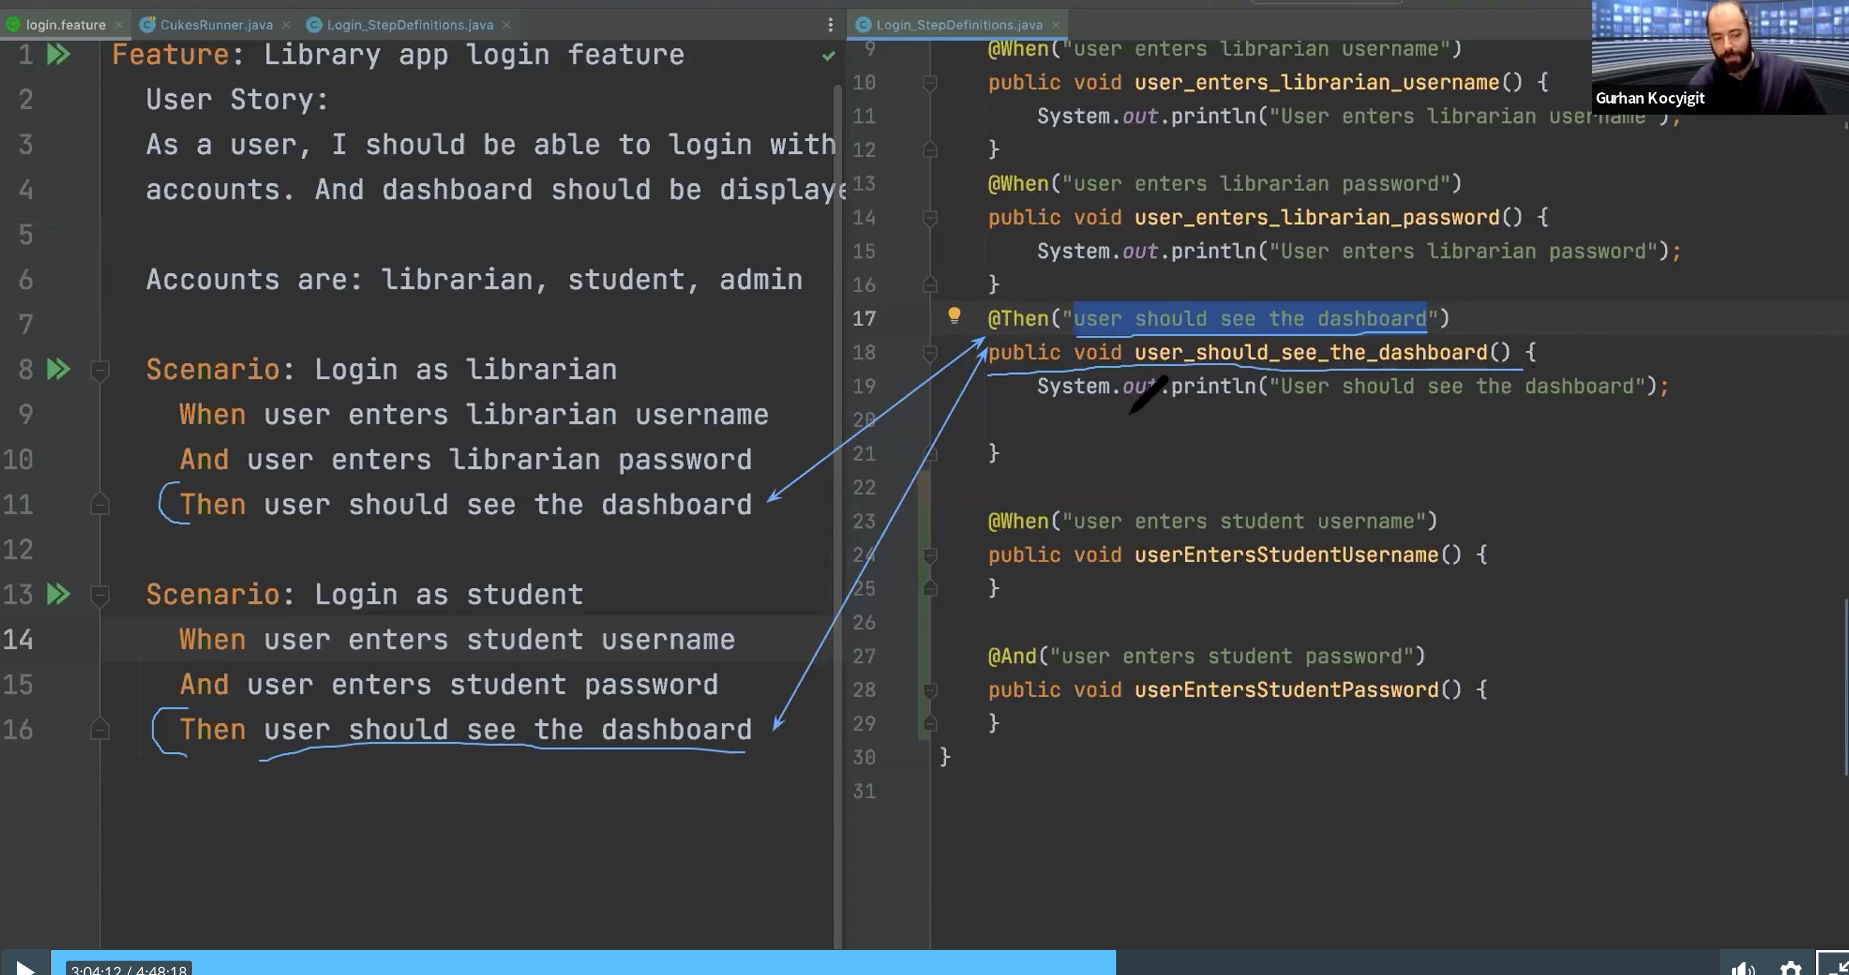 login.feature
CukesRunner.java
Login_StepDefinitions.java
1 Feature: Library app login feature
2 User Story:
3 As a user, I should be able to login with
4 accounts. And dashboard should be displaye
5
6 Accounts are: librarian, student, admin
7
8 Scenario: Login as librarian
9 When user enters librarian username
10 And user enters librarian password
11 Then user should see the dashboard
12
13 Scenario: Login as student
14 When user enters student username
15 And user enters student password
16 Then user should see the dashboard
Login_StepDefinitions.java
9 @When("user enters librarian username")
10 public void user_enters_librarian_username() {
11 System.out.println("User enters librarian username");
12 }
13 @When("user enters librarian password")
14 public void user_enters_librarian_password() {
15 System.out.println("User enters librarian password");
16 }
17 @Then("user should see the dashboard")
18 public void user_should_see_the_dashboard() {
19 System.out.println("User should see the dashboard");
20
21 }
22
23 @When("user enters student username")
24 public void userEntersStudentUsername() {
25 }
26
27 @And("user enters student password")
28 public void userEntersStudentPassword() {
29 }
30 }
31
Gurhan Kocyigit
3:04:12 / 4:48:18